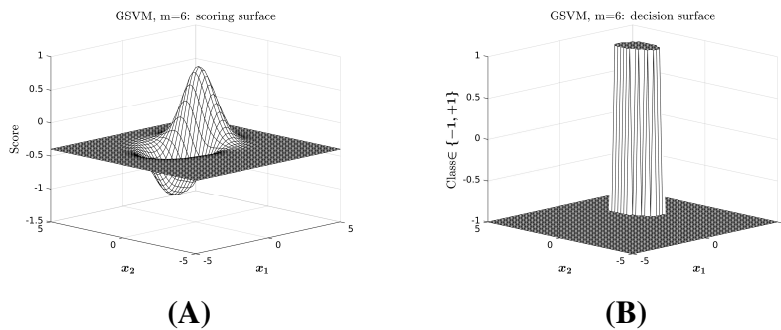 GSVM, m=6: scoring surface
1
0.5
0
-0.5
-1
-1.5
Score
5
0
-5
x₂
-5
0
5
x₁
(A)
GSVM, m=6: decision surface
1
0.5
0
-0.5
-1
Class∈ {−1,+1}
5
0
-5
x₂
-5
0
x₁
(B)